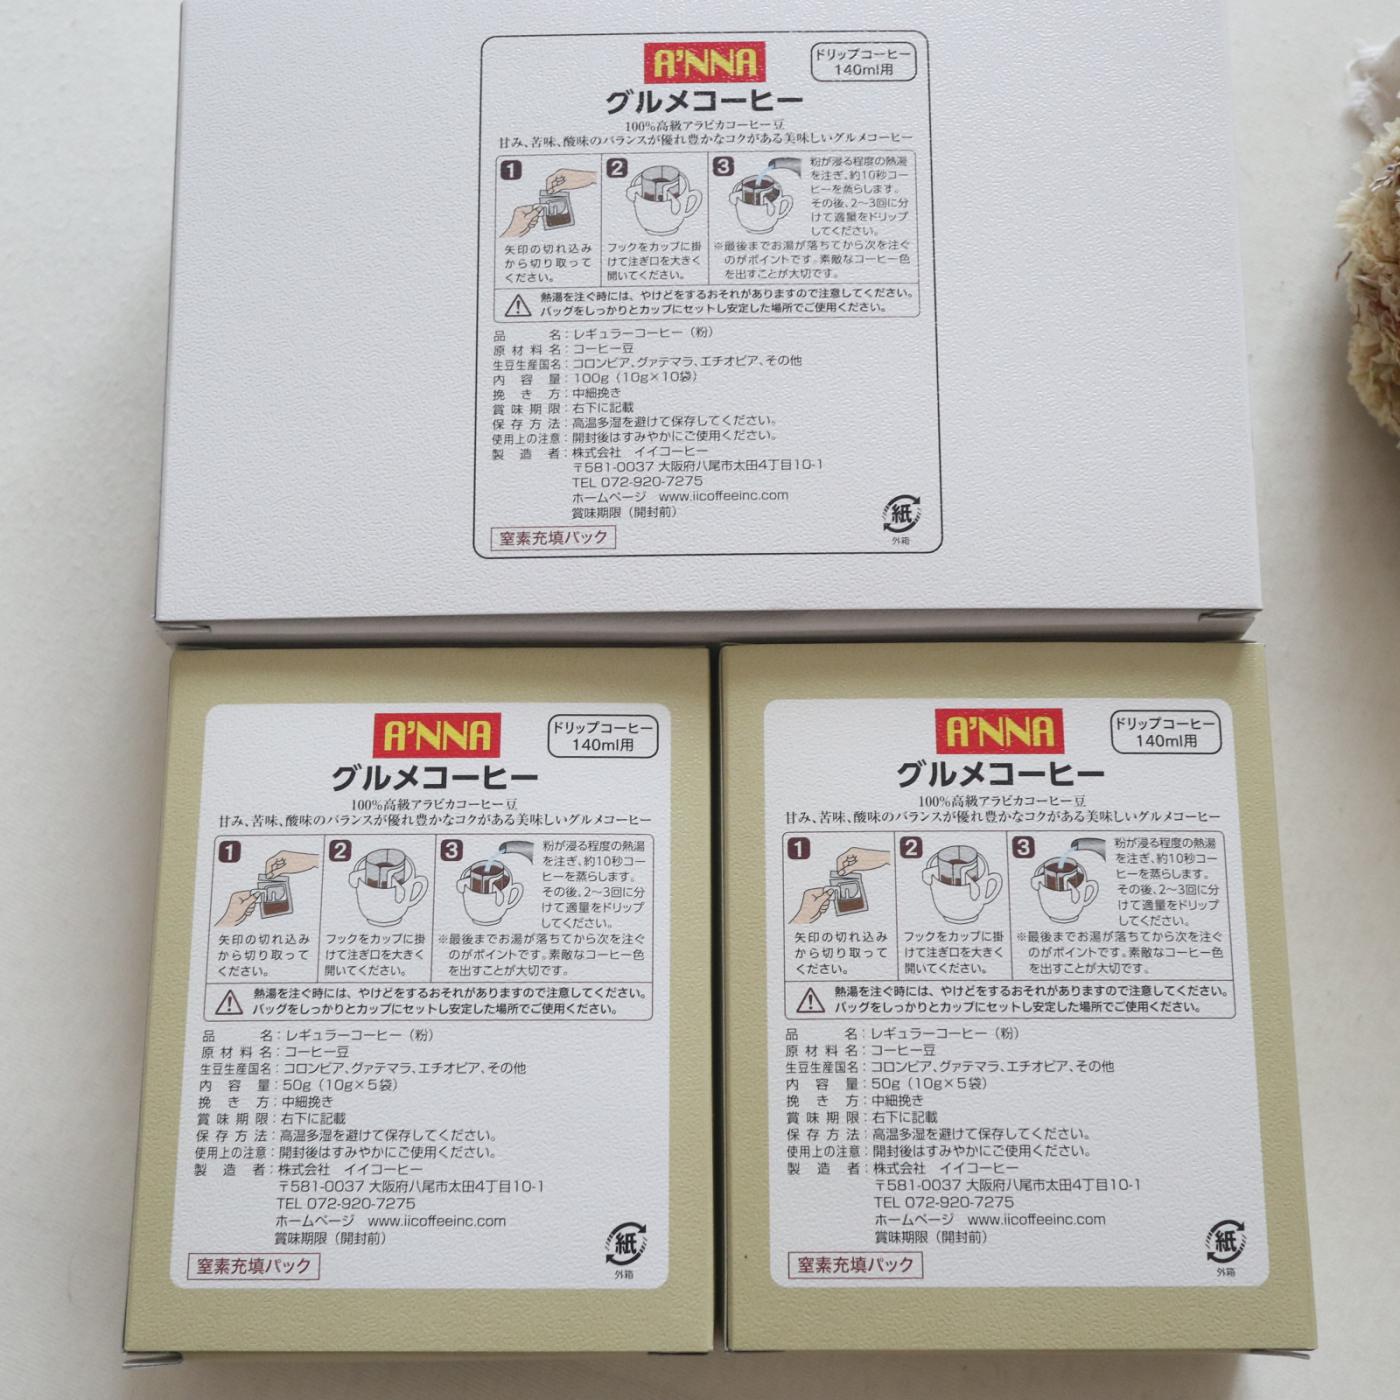 A'NNA
ドリップコーヒー
140ml用
グルメコーヒー
100%高級アラビカコーヒー豆
甘み、苦味、酸味のバランスが優れ豊かなコクがある美味しいグルメコーヒー
1
矢印の切れ込み
から切り取って
ください。
2
フックをカップに掛
けて注ぎ口を大きく
開いてください。
3
粉が浸る程度の熱湯
を注ぎ、約10秒コー
ヒーを蒸らします。
その後、2〜3回に分
けて適量をドリップ
してください。
※最後までお湯が落ちてから次を注ぐ
のがポイントです。素敵なコーヒー色
を出すことが大切です。
熱湯を注ぐ時には、やけどをするおそれがありますので注意してください。
バッグをしっかりとカップにセットし安定した場所でご使用ください。
品名:レギュラーコーヒー(粉)
原材料名:コーヒー豆
生豆生産国名:コロンビア、グァテマラ、エチオピア、その他
内容量:100g(10g×10袋)
挽き方:中細挽き
賞味期限:右下に記載
保存方法:高温多湿を避けて保存してください。
使用上の注意:開封後はすみやかにご使用ください。
製造者:株式会社 イイコーヒー
〒581-0037 大阪府八尾市太田4丁目10-1
TEL 072-920-7275
ホームページ www.iicoffeeinc.com
賞味期限(開封前)
窒素充填パック
紙
外箱
A'NNA
ドリップコーヒー
140ml用
グルメコーヒー
100%高級アラビカコーヒー豆
甘み、苦味、酸味のバランスが優れ豊かなコクがある美味しいグルメコーヒー
1
矢印の切れ込み
から切り取って
ください。
2
フックをカップに掛
けて注ぎ口を大きく
開いてください。
3
粉が浸る程度の熱湯
を注ぎ、約10秒コー
ヒーを蒸らします。
その後、2〜3回に分
けて適量をドリップ
してください。
※最後までお湯が落ちてから次を注ぐ
のがポイントです。素敵なコーヒー色
を出すことが大切です。
熱湯を注ぐ時には、やけどをするおそれがありますので注意してください。
バッグをしっかりとカップにセットし安定した場所でご使用ください。
品名:レギュラーコーヒー(粉)
原材料名:コーヒー豆
生豆生産国名:コロンビア、グァテマラ、エチオピア、その他
内容量:50g(10g×5袋)
挽き方:中細挽き
賞味期限:右下に記載
保存方法:高温多湿を避けて保存してください。
使用上の注意:開封後はすみやかにご使用ください。
製造者:株式会社 イイコーヒー
〒581-0037 大阪府八尾市太田4丁目10-1
TEL 072-920-7275
ホームページ www.iicoffeeinc.com
賞味期限(開封前)
窒素充填パック
紙
外箱
A'NNA
ドリップコーヒー
140ml用
グルメコーヒー
100%高級アラビカコーヒー豆
甘み、苦味、酸味のバランスが優れ豊かなコクがある美味しいグルメコーヒー
1
矢印の切れ込み
から切り取って
ください。
2
フックをカップに掛
けて注ぎ口を大きく
開いてください。
3
粉が浸る程度の熱湯
を注ぎ、約10秒コー
ヒーを蒸らします。
その後、2〜3回に分
けて適量をドリップ
してください。
※最後までお湯が落ちてから次を注ぐ
のがポイントです。素敵なコーヒー色
を出すことが大切です。
熱湯を注ぐ時には、やけどをするおそれがありますので注意してください。
バッグをしっかりとカップにセットし安定した場所でご使用ください。
品名:レギュラーコーヒー(粉)
原材料名:コーヒー豆
生豆生産国名:コロンビア、グァテマラ、エチオピア、その他
内容量:50g(10g×5袋)
挽き方:中細挽き
賞味期限:右下に記載
保存方法:高温多湿を避けて保存してください。
使用上の注意:開封後はすみやかにご使用ください。
製造者:株式会社 イイコーヒー
〒581-0037 大阪府八尾市太田4丁目10-1
TEL 072-920-7275
ホームページ www.iicoffeeinc.com
賞味期限(開封前)
窒素充填パック
紙
外箱